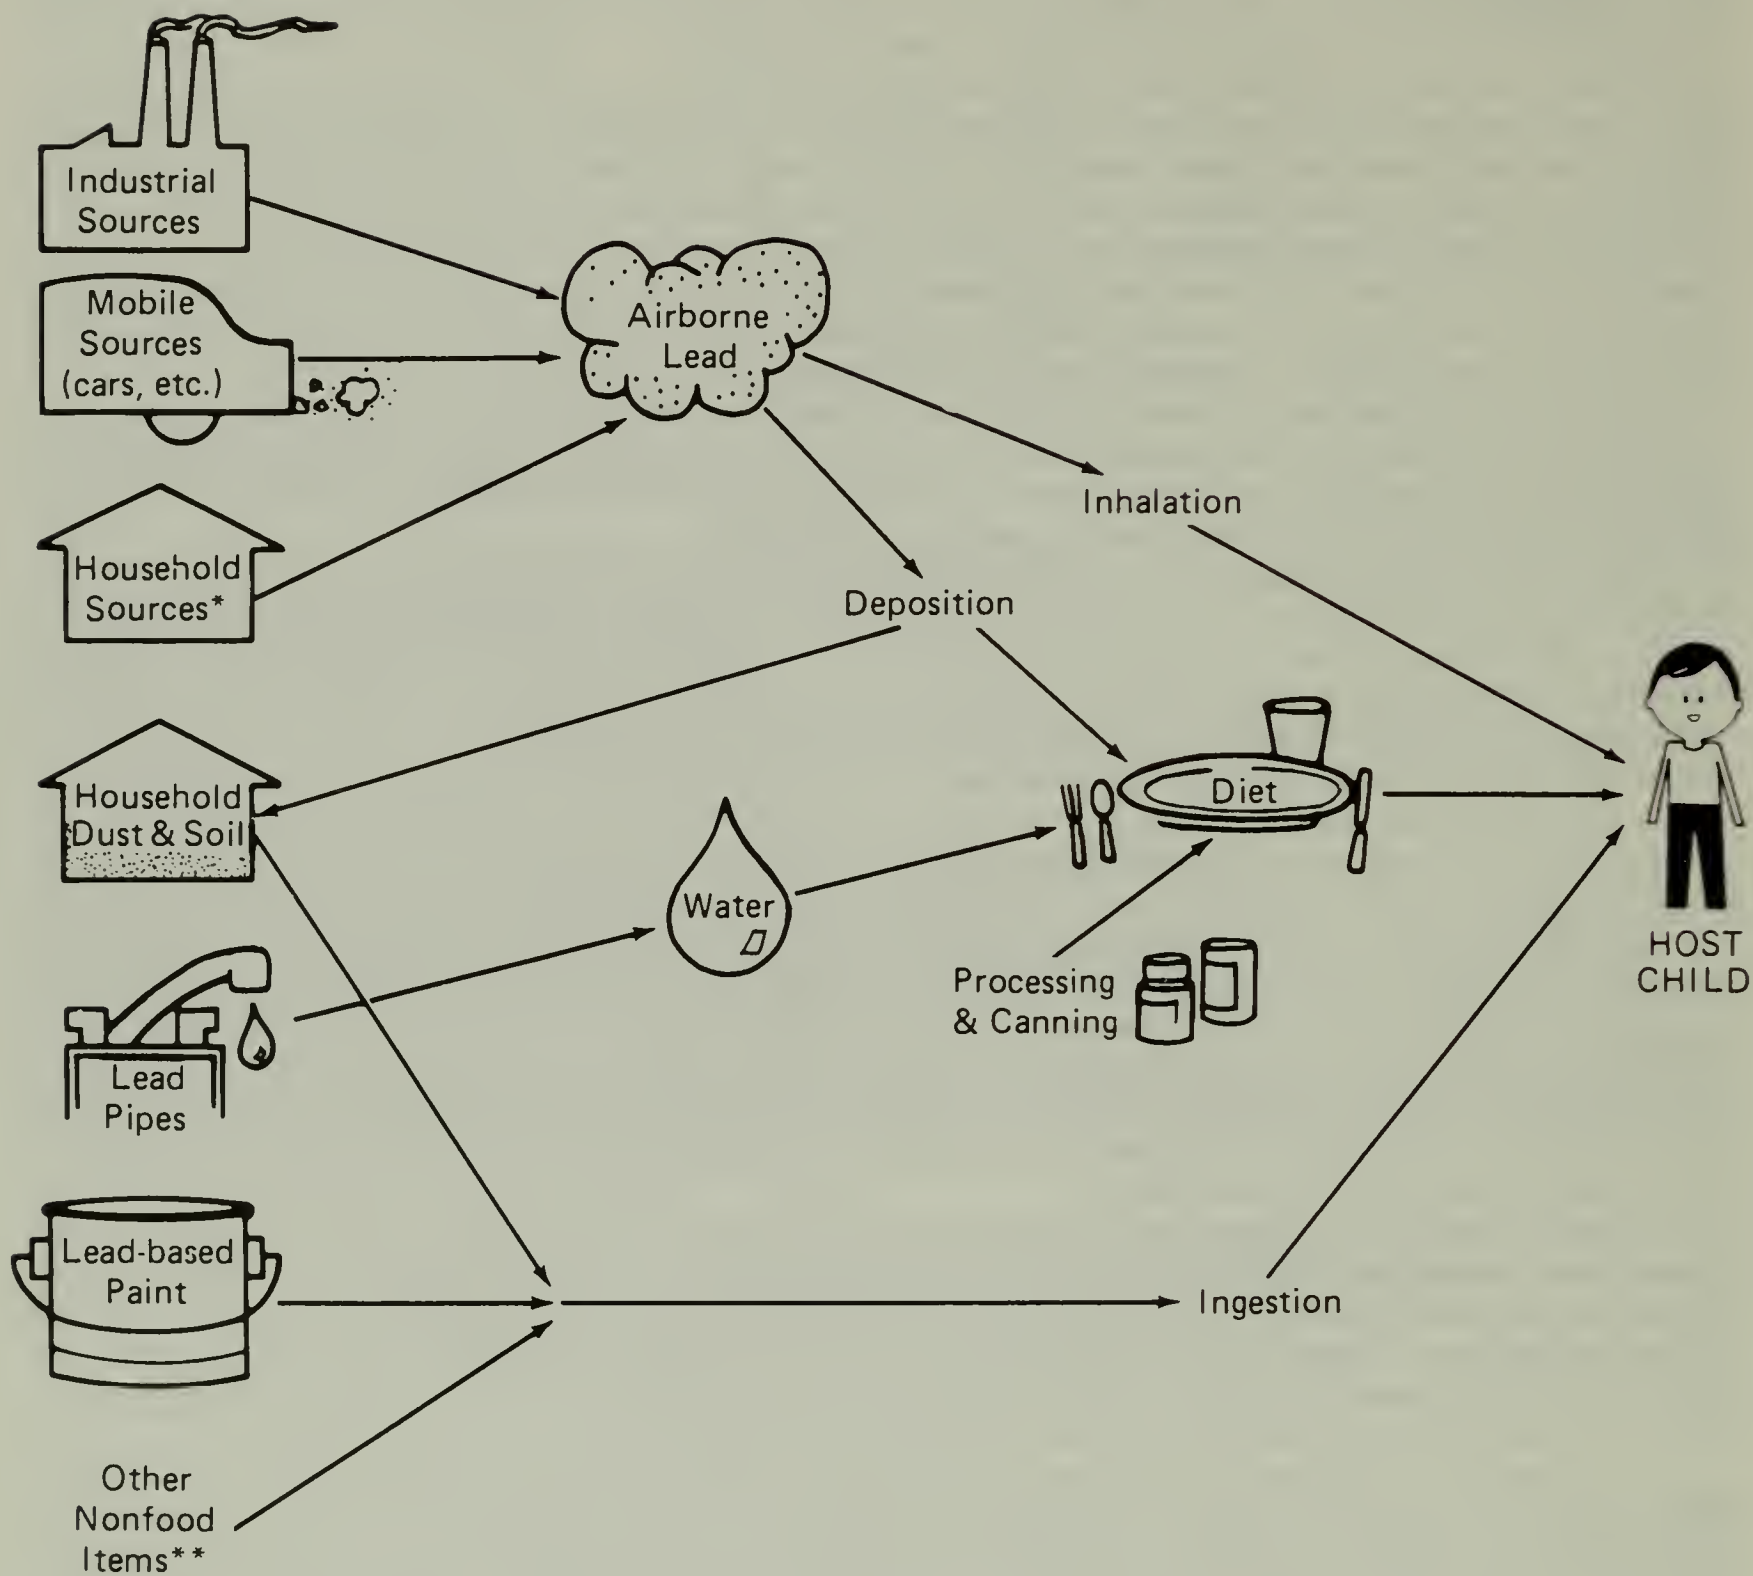 Industrial
Sources
Mobile
Sources
(cars, etc.)
Airborne
Lead
Inhalation
Household
Sources*
Deposition
Household
Dust & Soil
Diet
Water
HOST
CHILD
Processing
& Canning
Lead
Pipes
Lead-based
Paint
Ingestion
Other
Nonfood
Items**